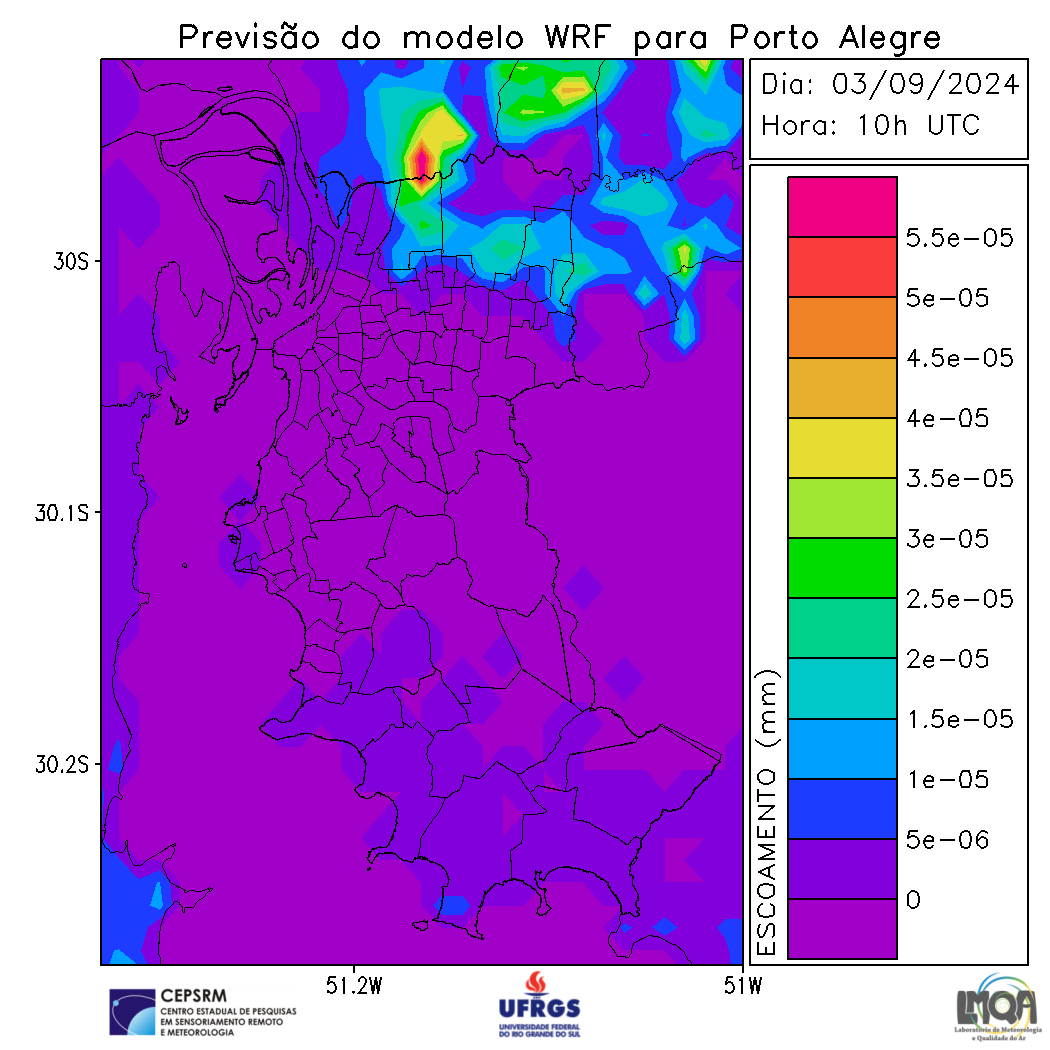 Previsão do modelo WRF para Porto Alegre
Dia: 03/09/2024
Hora: 10h UTC
5.5e-05
5e-05
4.5e-05
4e-05
3.5e-05
3e-05
2.5e-05
2e-05
1.5e-05
1e-05
5e-06
0
ESCOAMENTO (mm)
30S
30.1S
30.2S
51.2W
51W
CEPSRM
CENTRO ESTADUAL DE PESQUISAS
EM SENSORIAMENTO REMOTO
E METEOROLOGIA
UFRGS
UNIVERSIDADE FEDERAL
DO RIO GRANDE DO SUL
LMQA
Laboratório de Meteorologia
e Qualidade do Ar